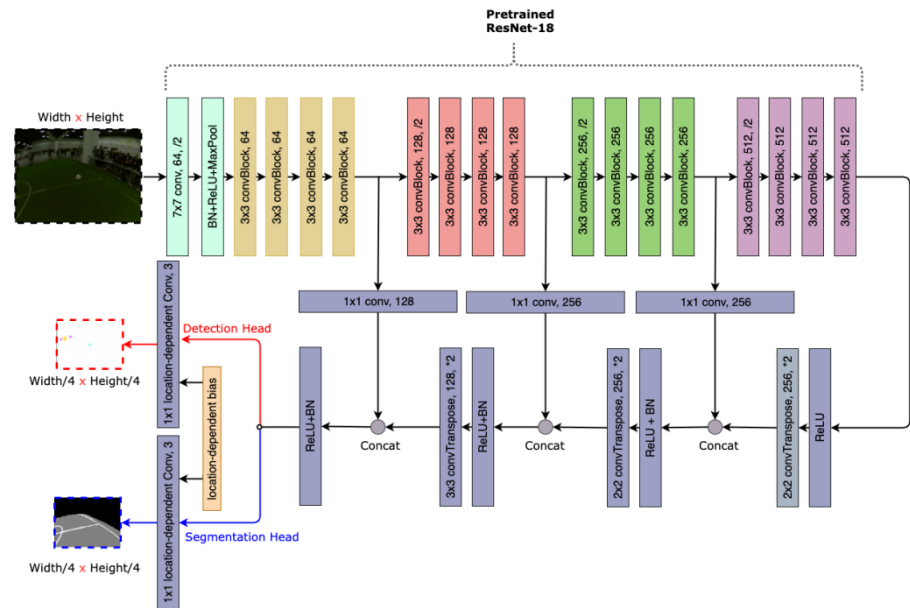 Pretrained
ResNet-18
Width x Height
7x7 conv, 64, /2
BN+ReLU+MaxPool
3x3 convBlock, 64
3x3 convBlock, 64
3x3 convBlock, 64
3x3 convBlock, 64
3x3 convBlock, 128, /2
3x3 convBlock, 128
3x3 convBlock, 128
3x3 convBlock, 128
3x3 convBlock, 256, /2
3x3 convBlock, 256
3x3 convBlock, 256
3x3 convBlock, 256
3x3 convBlock, 512, /2
3x3 convBlock, 512
3x3 convBlock, 512
3x3 convBlock, 512
1x1 conv, 128
1x1 conv, 256
1x1 conv, 256
1x1 location-dependent Conv, 3
Detection Head
Width/4 x Height/4
location-dependent bias
ReLU+BN
Concat
3x3 convTranspose, 128, *2
ReLU+BN
Concat
2x2 convTranspose, 256, *2
ReLU + BN
Concat
2x2 convTranspose, 256, *2
ReLU
1x1 location-dependent Conv, 3
Segmentation Head
Width/4 x Height/4